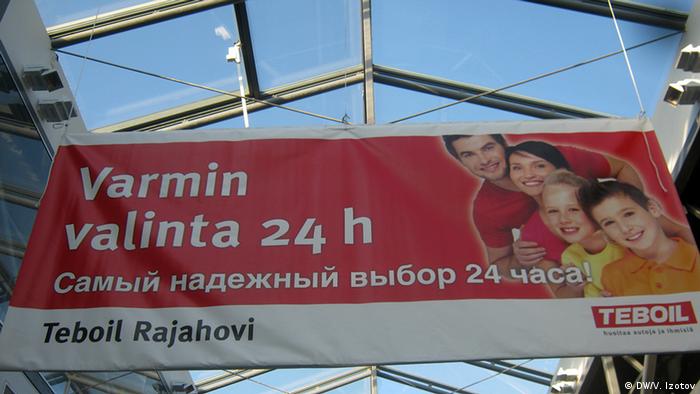 Varmin
valinta 24 h
Самый надежный выбор 24 часа!
Teboil Rajahovi
TEBOIL
huoltaa autoja ja ihmisiä
© DW/V. Izotov